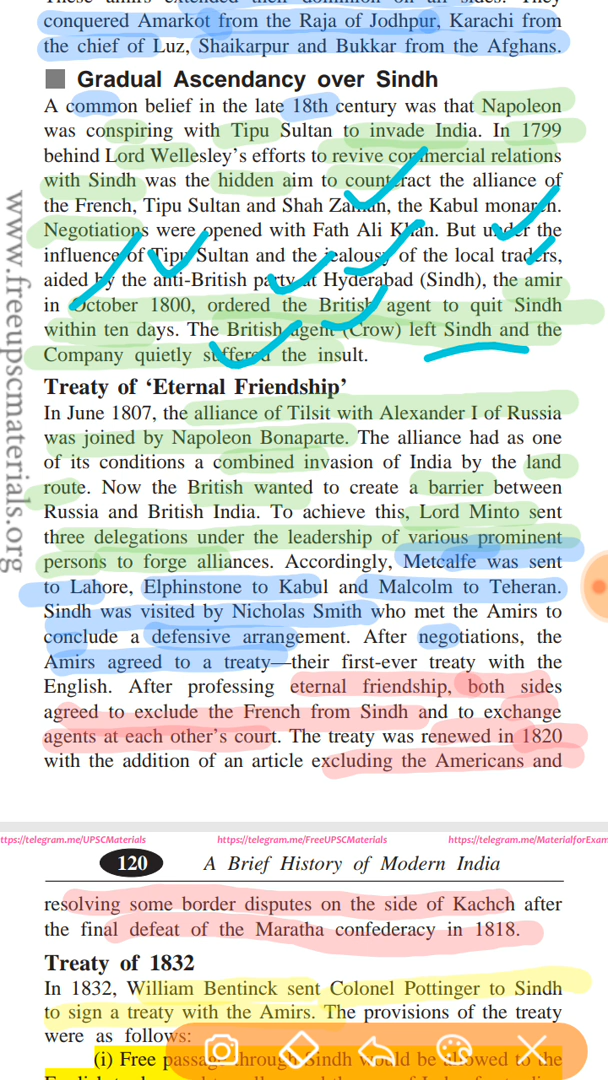 conquered Amarkot from the Raja of Jodhpur, Karachi from
the chief of Luz, Shaikarpur and Bukkar from the Afghans.
Gradual Ascendancy over Sindh
A common belief in the late 18th century was that Napoleon
was conspiring with Tipu Sultan to invade India. In 1799
behind Lord Wellesley's efforts to revive commercial relations
with Sindh was the hidden aim to counteract the alliance of
the French, Tipu Sultan and Shah Zaman, the Kabul monarch.
Negotiations were opened with Fath Ali Khan. But under the
influence of Tipu Sultan and the jealousy of the local traders,
aided by the anti-British party at Hyderabad (Sindh), the amir
in October 1800, ordered the British agent to quit Sindh
within ten days. The British agent (Crow) left Sindh and the
Company quietly suffered the insult.
Treaty of ‘Eternal Friendship’
In June 1807, the alliance of Tilsit with Alexander I of Russia
was joined by Napoleon Bonaparte. The alliance had as one
of its conditions a combined invasion of India by the land
route. Now the British wanted to create a barrier between
Russia and British India. To achieve this, Lord Minto sent
three delegations under the leadership of various prominent
persons to forge alliances. Accordingly, Metcalfe was sent
to Lahore, Elphinstone to Kabul and Malcolm to Teheran.
Sindh was visited by Nicholas Smith who met the Amirs to
conclude a defensive arrangement. After negotiations, the
Amirs agreed to a treaty—their first-ever treaty with the
English. After professing eternal friendship, both sides
agreed to exclude the French from Sindh and to exchange
agents at each other's court. The treaty was renewed in 1820
with the addition of an article excluding the Americans and
www.freeupscmaterials.org
ttps://telegram.me/UPSCMaterials https://telegram.me/FreeUPSCMaterials https://telegram.me/MaterialforExam
120 A Brief History of Modern India
resolving some border disputes on the side of Kachch after
the final defeat of the Maratha confederacy in 1818.
Treaty of 1832
In 1832, William Bentinck sent Colonel Pottinger to Sindh
to sign a treaty with the Amirs. The provisions of the treaty
were as follows:
(i) Free passage through Sindh would be allowed to the